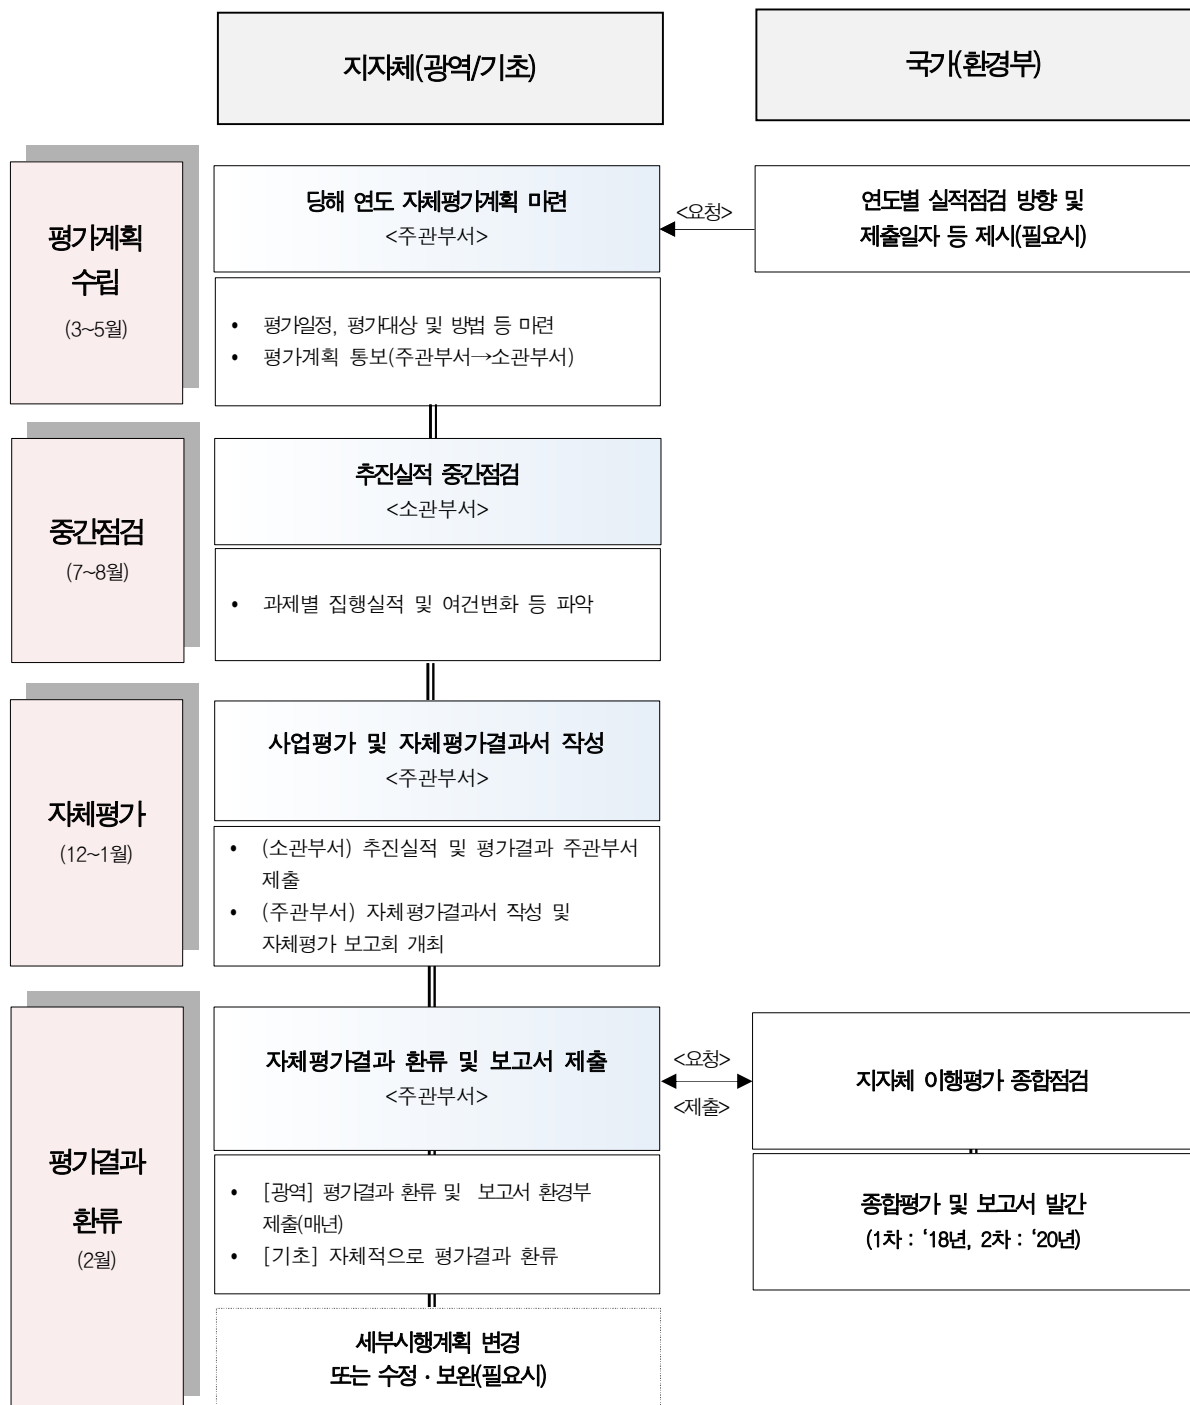 지자체(광역/기초)
국가(환경부)
평가계획
수립
(3~5월)
당해 연도 자체평가계획 마련
<주관부서>
<요청>
연도별 실적점검 방향 및
제출일자 등 제시(필요시)
• 평가일정, 평가대상 및 방법 등 마련
• 평가계획 통보(주관부서→소관부서)
중간점검
(7~8월)
추진실적 중간점검
<소관부서>
• 과제별 집행실적 및 여건변화 등 파악
자체평가
(12~1월)
사업평가 및 자체평가결과서 작성
<주관부서>
• (소관부서) 추진실적 및 평가결과 주관부서
제출
• (주관부서) 자체평가결과서 작성 및
자체평가 보고회 개최
평가결과
환류
(2월)
자체평가결과 환류 및 보고서 제출
<주관부서>
<요청>
<제출>
지자체 이행평가 종합점검
• [광역] 평가결과 환류 및 보고서 환경부
제출(매년)
• [기초] 자체적으로 평가결과 환류
종합평가 및 보고서 발간
(1차 : ‘18년, 2차 : ‘20년)
세부시행계획 변경
또는 수정 · 보완(필요시)